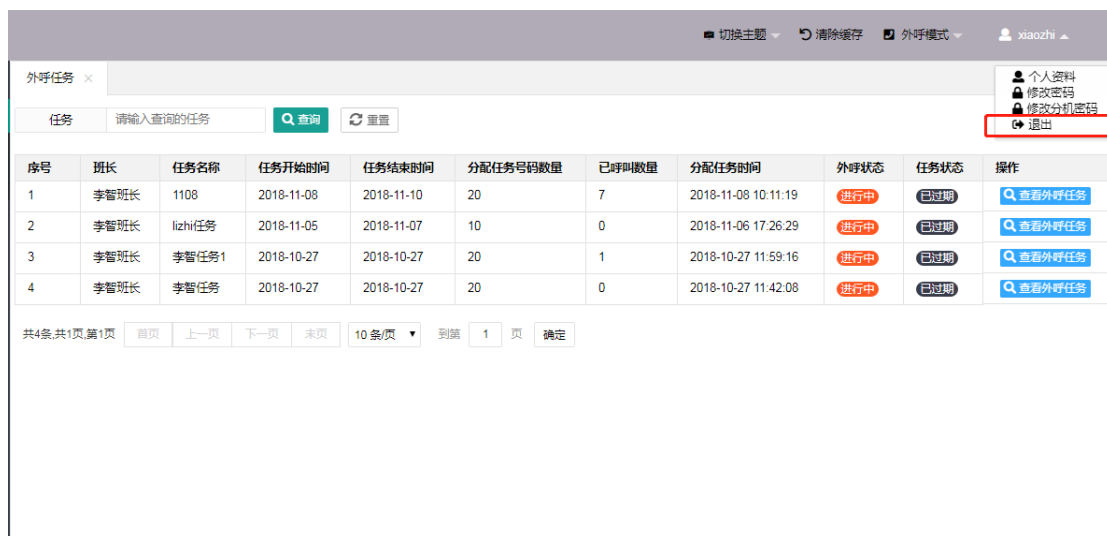 切换主题 清除缓存 外呼模式 xiaozhi
外呼任务 ×
个人资料
修改密码
修改分机密码
退出
任务 请输入查询的任务 查询 重置
序号 班长 任务名称 任务开始时间 任务结束时间 分配任务号码数量 已呼叫数量 分配任务时间 外呼状态 任务状态 操作
1 李智班长 1108 2018-11-08 2018-11-10 20 7 2018-11-08 10:11:19 进行中 已过期 查看外呼任务
2 李智班长 lizhi任务 2018-11-05 2018-11-07 10 0 2018-11-06 17:26:29 进行中 已过期 查看外呼任务
3 李智班长 李智任务1 2018-10-27 2018-10-27 20 1 2018-10-27 11:59:16 进行中 已过期 查看外呼任务
4 李智班长 李智任务 2018-10-27 2018-10-27 20 0 2018-10-27 11:42:08 进行中 已过期 查看外呼任务
共4条,共1页,第1页 首页 上一页 下一页 末页 10 条/页 到第 1 页 确定